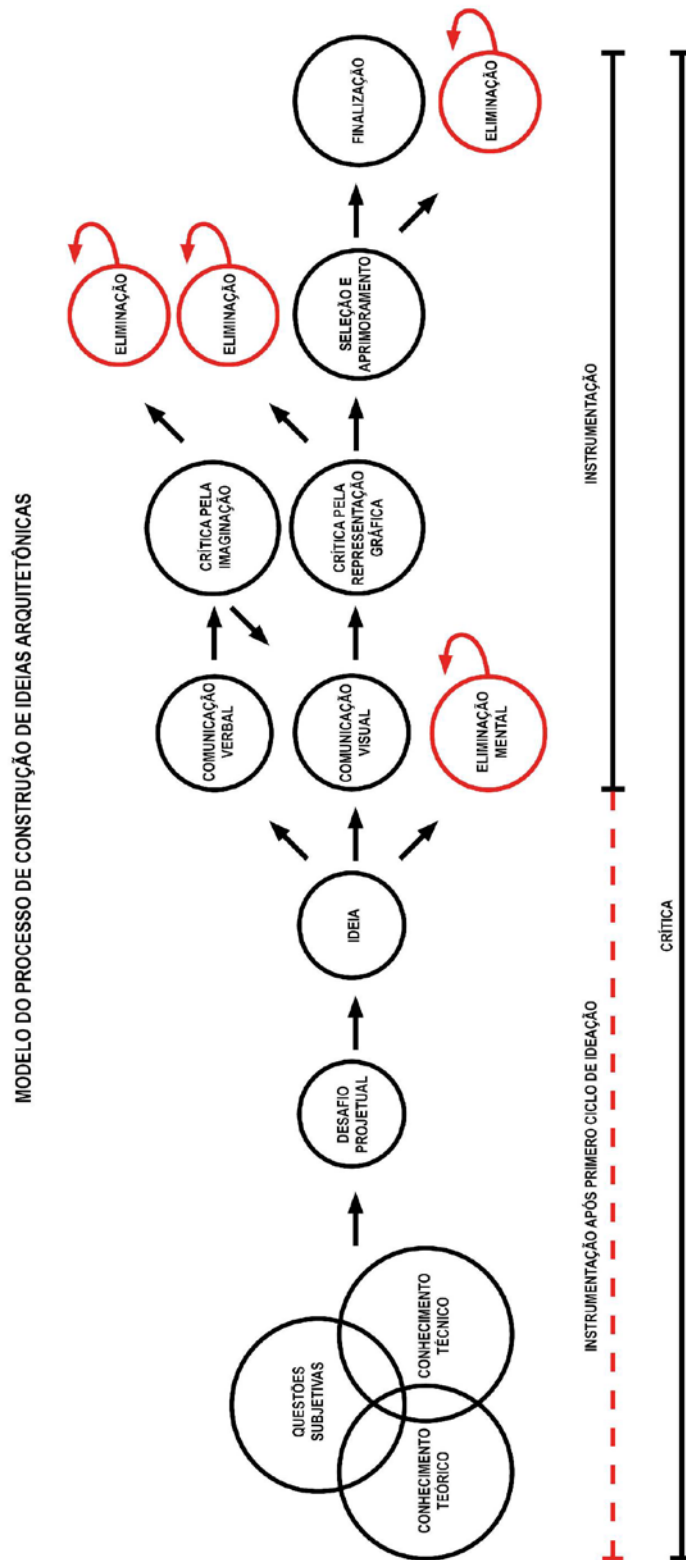 MODELO DO PROCESSO DE CONSTRUÇÃO DE IDEIAS ARQUITETÔNICAS
QUESTÕES
SUBJETIVAS
CONHECIMENTO
TEÓRICO
CONHECIMENTO
TÉCNICO
DESAFIO
PROJETUAL
IDEIA
COMUNICAÇÃO
VERBAL
COMUNICAÇÃO
VISUAL
ELIMINAÇÃO
MENTAL
CRÍTICA PELA
IMAGINAÇÃO
CRÍTICA PELA
REPRESENTAÇÃO
GRÁFICA
ELIMINAÇÃO
ELIMINAÇÃO
SELEÇÃO E
APRIMORAMENTO
FINALIZAÇÃO
ELIMINAÇÃO
INSTRUMENTAÇÃO APÓS PRIMERO CICLO DE IDEAÇÃO
INSTRUMENTAÇÃO
CRÍTICA